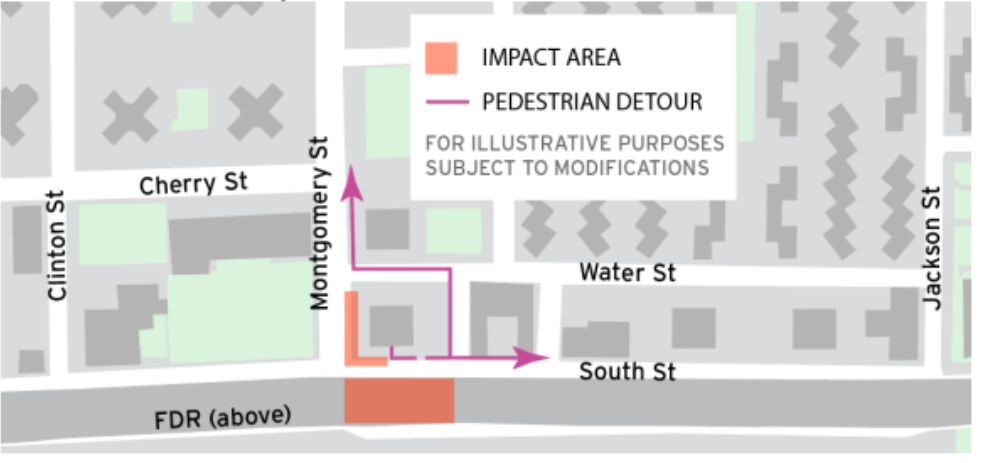 IMPACT AREA
PEDESTRIAN DETOUR
FOR ILLUSTRATIVE PURPOSES
SUBJECT TO MODIFICATIONS
Cherry St
Clinton St
Montgomery St
Jackson St
Water St
South St
FDR (above)